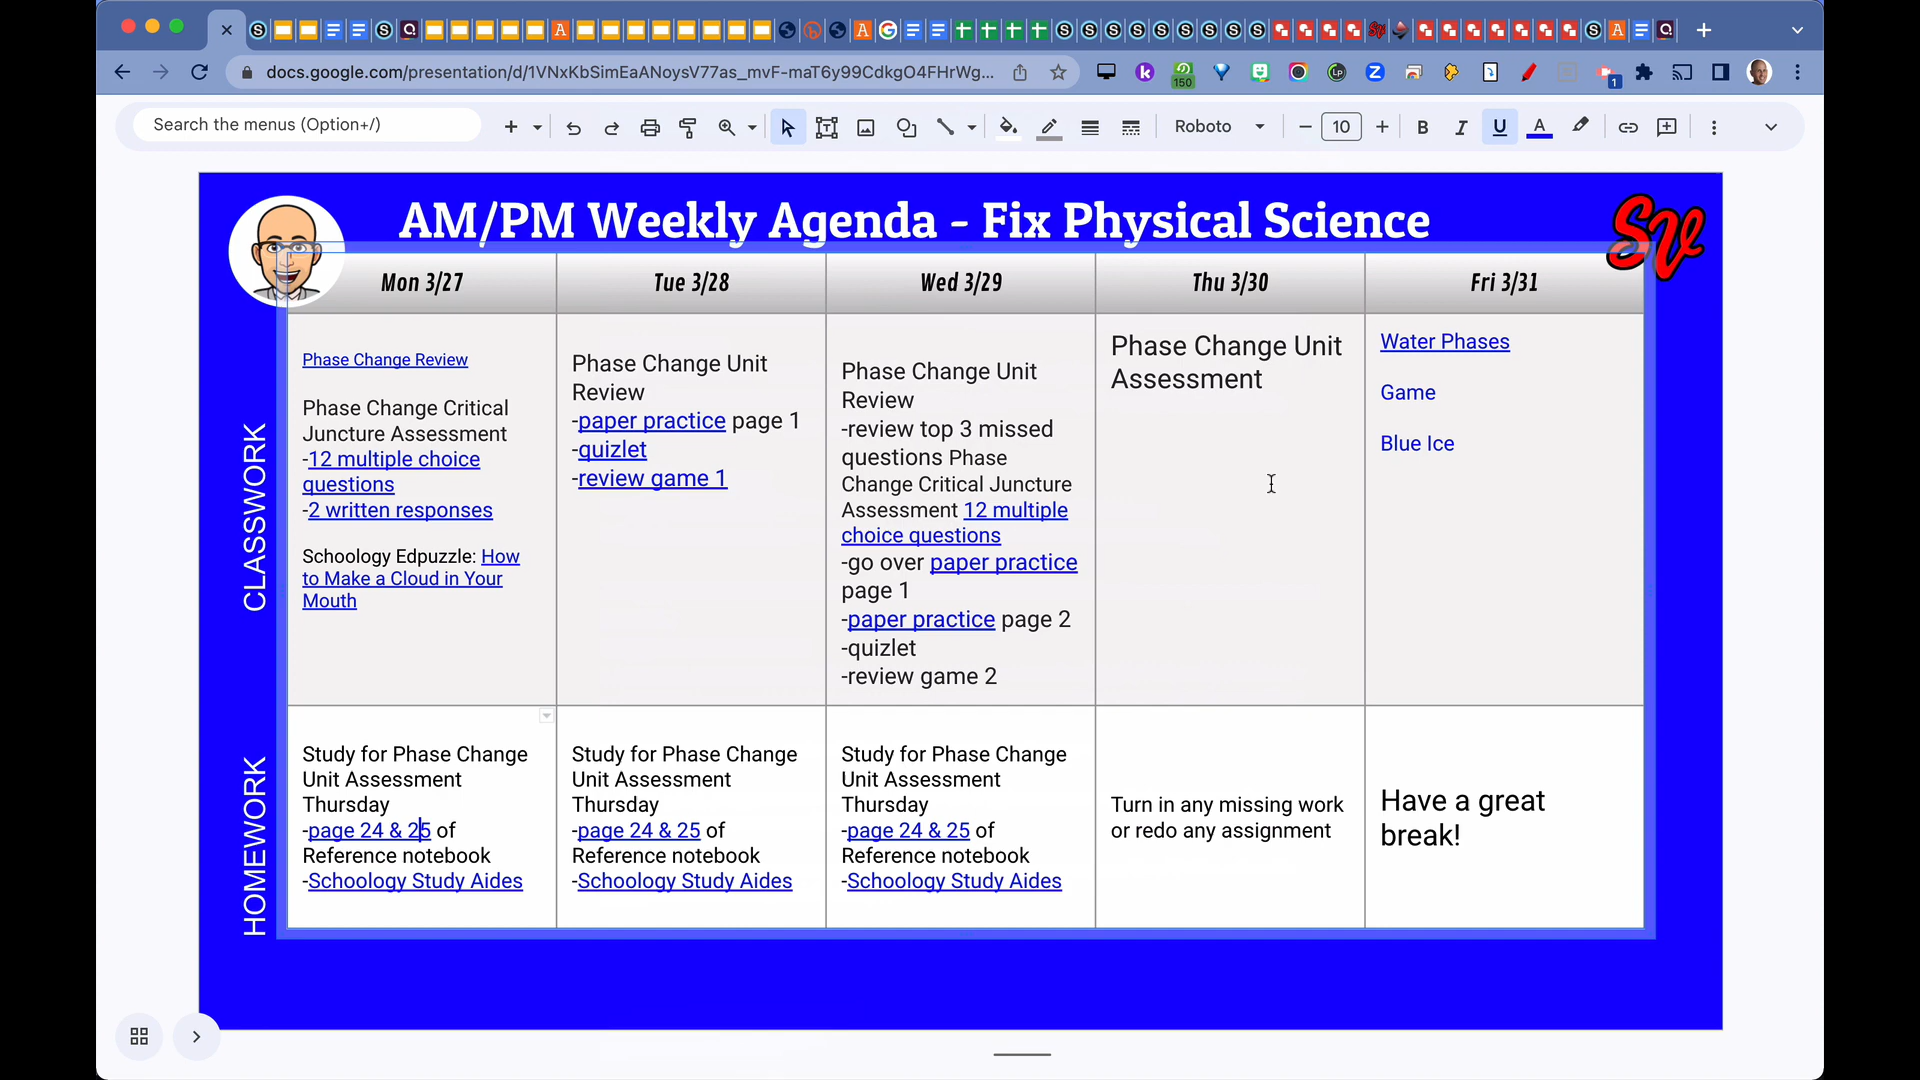 docs.google.com/presentation/d/1VNxKbSimEaANoysV77as_mvF-maT6y99CdkgO4FHrWg...
150
1
Search the menus (Option+/)
Roboto
10
B
I
U
A
AM/PM Weekly Agenda - Fix Physical Science
SV
Mon 3/27
Tue 3/28
Wed 3/29
Thu 3/30
Fri 3/31
CLASSWORK
Phase Change Review
Phase Change Critical
Juncture Assessment
-12 multiple choice
questions
-2 written responses
Schoology Edpuzzle: How
to Make a Cloud in Your
Mouth
Phase Change Unit
Review
-paper practice page 1
-quizlet
-review game 1
Phase Change Unit
Review
-review top 3 missed
questions Phase
Change Critical Juncture
Assessment 12 multiple
choice questions
-go over paper practice
page 1
-paper practice page 2
-quizlet
-review game 2
Phase Change Unit
Assessment
Water Phases
Game
Blue Ice
HOMEWORK
Study for Phase Change
Unit Assessment
Thursday
-page 24 & 25 of
Reference notebook
-Schoology Study Aides
Study for Phase Change
Unit Assessment
Thursday
-page 24 & 25 of
Reference notebook
-Schoology Study Aides
Study for Phase Change
Unit Assessment
Thursday
-page 24 & 25 of
Reference notebook
-Schoology Study Aides
Turn in any missing work
or redo any assignment
Have a great
break!